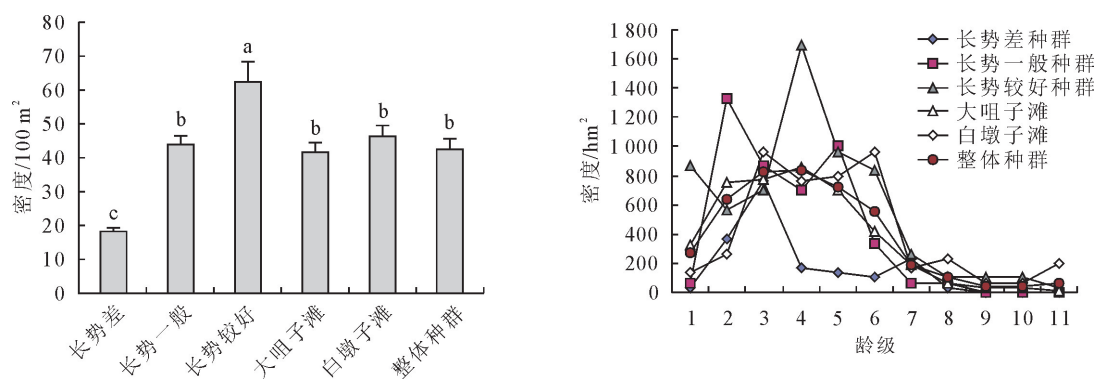 80
70
60
50
40
30
20
10
0
密度/100 m²
c
b
a
b
b
b
长势差
长势一般
长势较好
大咀子滩
白墩子滩
整体种群
1 800
1 600
1 400
1 200
1 000
800
600
400
200
0
密度/hm²
1 2 3 4 5 6 7 8 9 10 11
龄级
长势差种群
长势一般种群
长势较好种群
大咀子滩
白墩子滩
整体种群